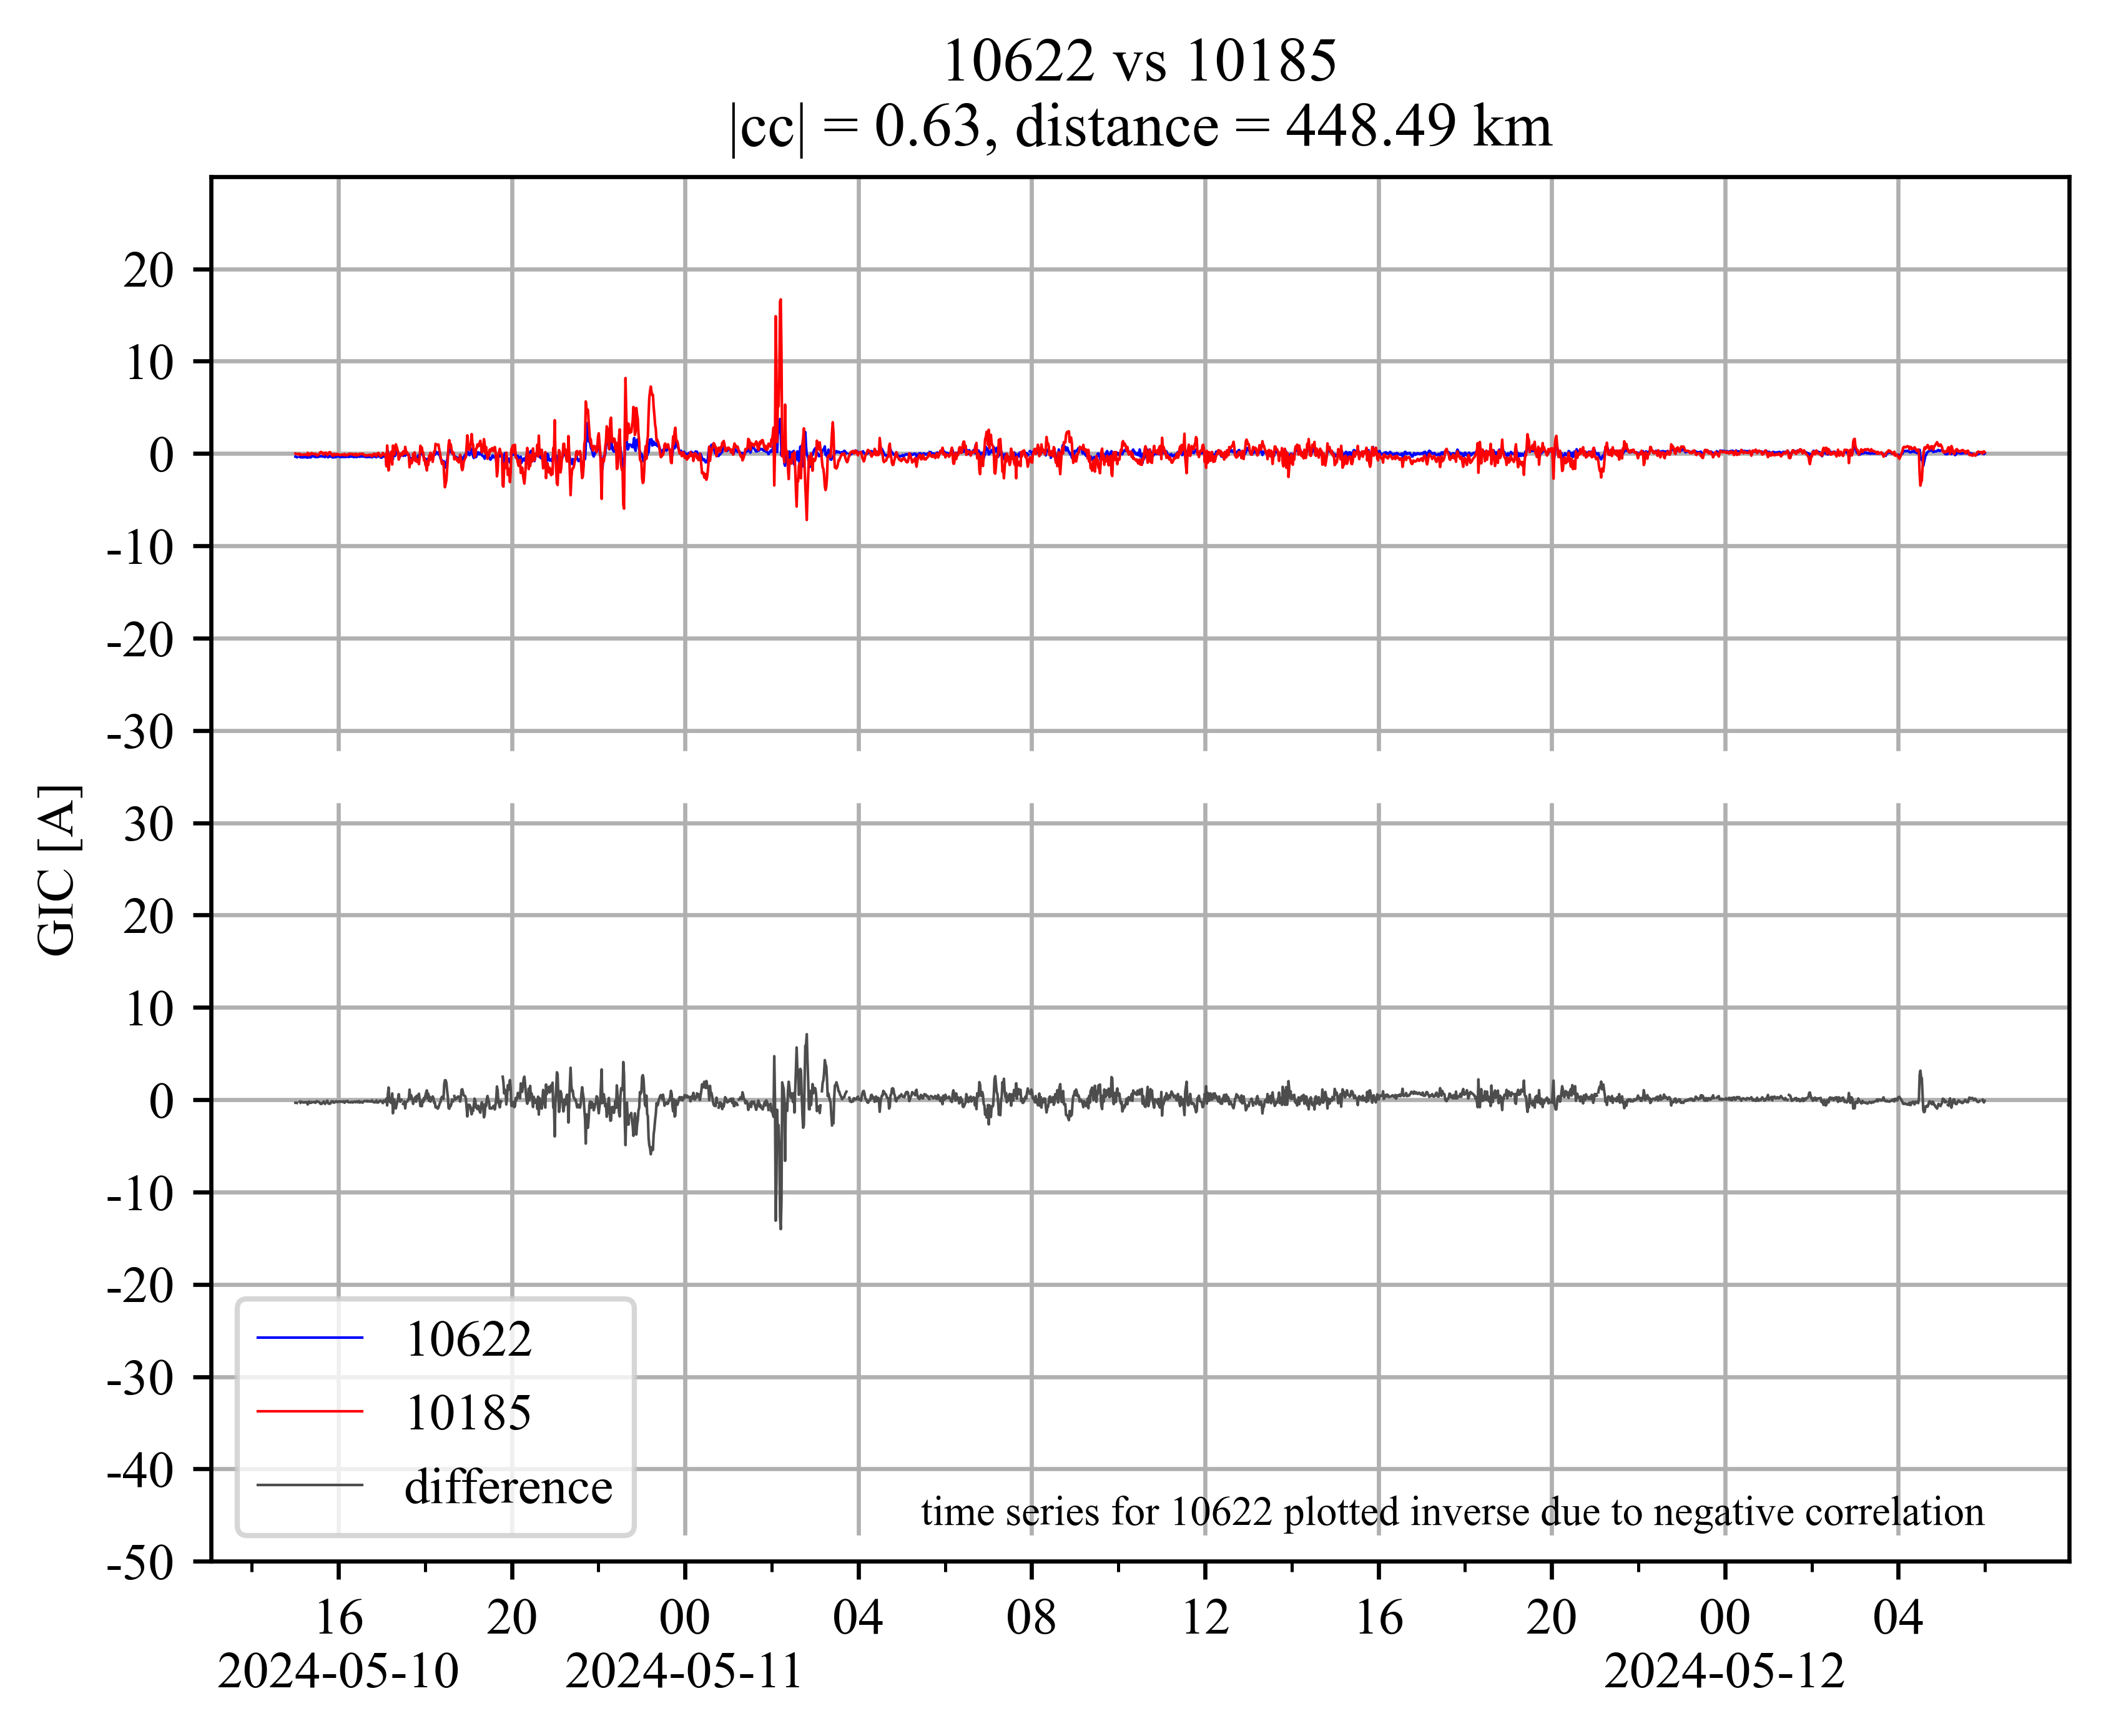 10622 vs 10185
|cc| = 0.63, distance = 448.49 km
GIC [A]
20
10
0
-10
-20
-30
30
20
10
0
-10
-20
-30
-40
-50
10622
10185
difference
time series for 10622 plotted inverse due to negative correlation
16 20 00 04 08 12 16 20 00 04
2024-05-10 2024-05-11 2024-05-12